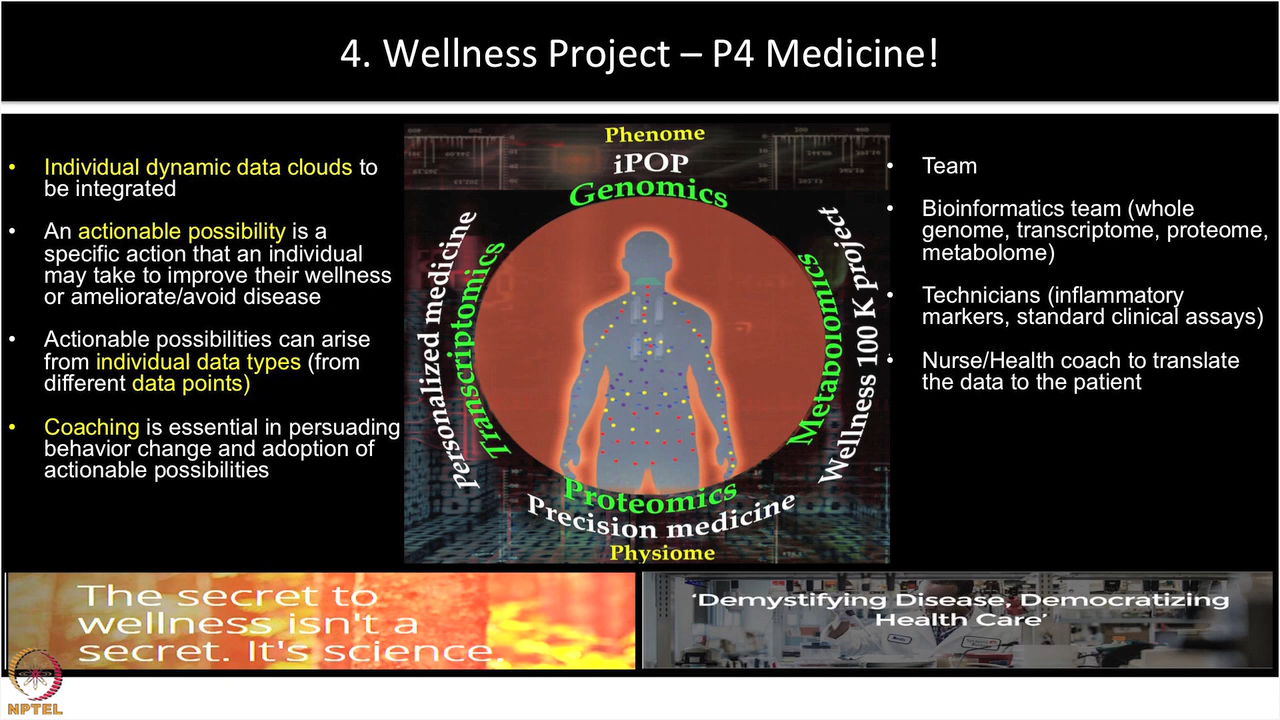 4. Wellness Project – P4 Medicine!
• Individual dynamic data clouds to
be integrated
• An actionable possibility is a
specific action that an individual
may take to improve their wellness
or ameliorate/avoid disease
• Actionable possibilities can arise
from individual data types (from
different data points)
• Coaching is essential in persuading
behavior change and adoption of
actionable possibilities
Phenome
iPOP
Genomics
Personalized medicine
Transcriptomics
Metabolomics
Wellness 100 K project
Proteomics
Precision medicine
Physiome
• Team
• Bioinformatics team (whole
genome, transcriptome, proteome,
metabolome)
• Technicians (inflammatory
markers, standard clinical assays)
• Nurse/Health coach to translate
the data to the patient
The secret to
wellness isn't a
secret. It's science.
‘Demystifying Disease, Democratizing
Health Care’
NPTEL